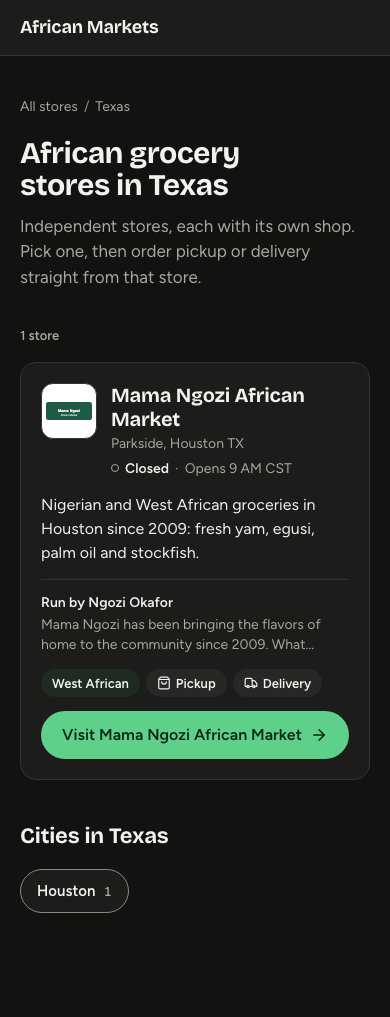 African Markets
All stores / Texas
African grocery
stores in Texas
Independent stores, each with its own shop.
Pick one, then order pickup or delivery
straight from that store.
1 store
Mama Ngozi
Mama Ngozi African
Market
Parkside, Houston TX
Closed · Opens 9 AM CST
Nigerian and West African groceries in
Houston since 2009: fresh yam, egusi,
palm oil and stockfish.
Run by Ngozi Okafor
Mama Ngozi has been bringing the flavors of
home to the community since 2009. What...
West African Pickup Delivery
Visit Mama Ngozi African Market →
Cities in Texas
Houston 1